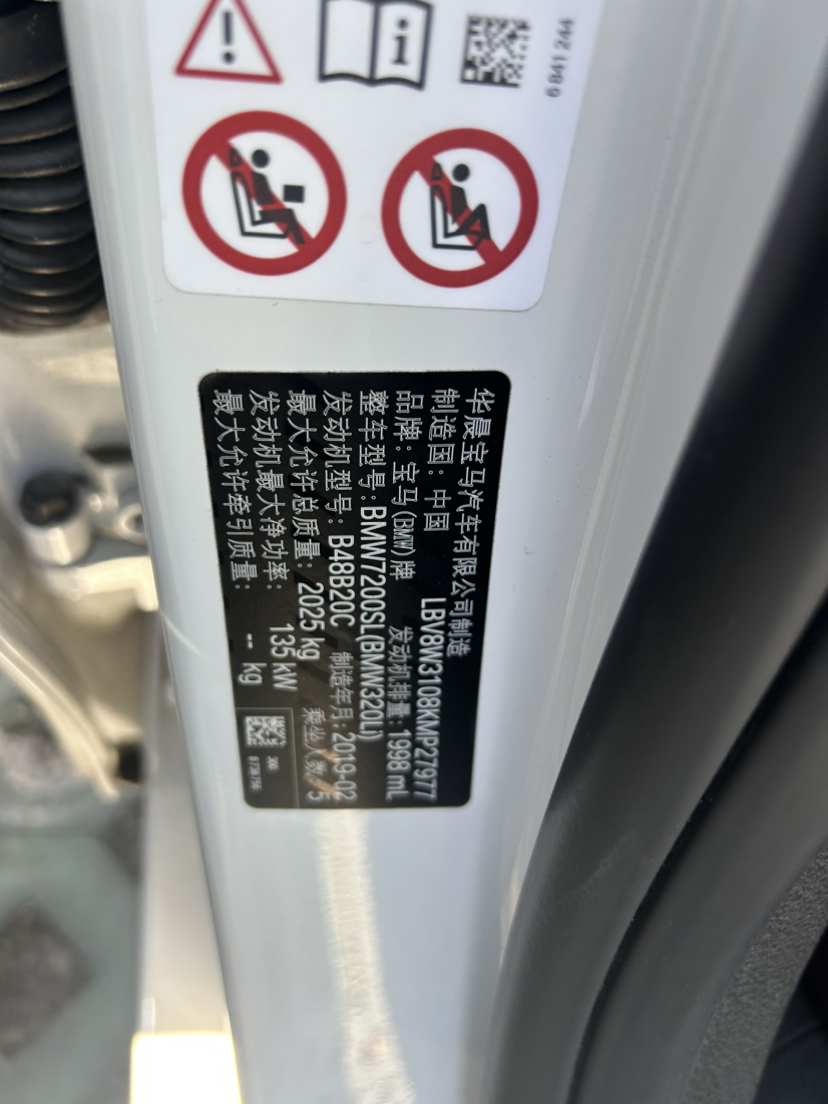 6 841 244
华晨宝马汽车有限公司制造
制造国：中国 LBV8W3108KMP27977
品牌：宝马(BMW)牌 发动机排量：1998 mL
整车型号：BMW7200SL(BMW320Li)
发动机型号：B48B20C 制造年月：2019-02
最大允许总质量：2025 kg 乘坐人数：5
发动机最大净功率：135 kW
最大允许牵引质量：-- kg